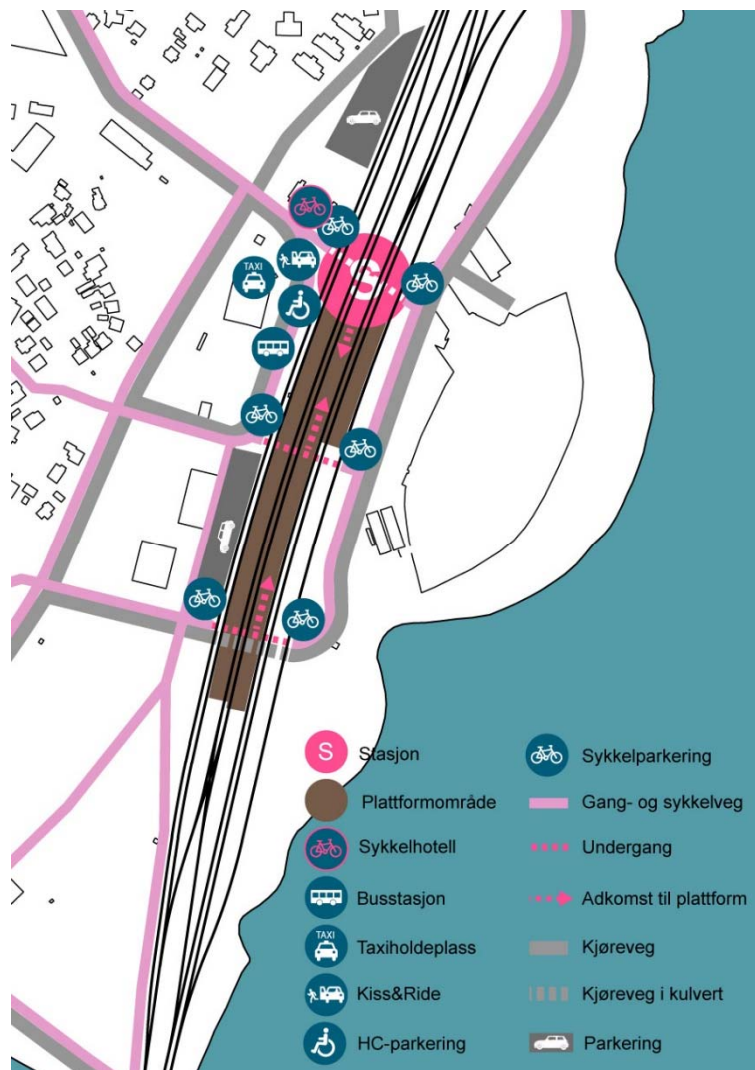 TAXI
S
S
Stasjon
Plattformområde
Sykkelhotell
Busstasjon
TAXI
Taxiholdeplass
Kiss&Ride
HC-parkering
Sykkelparkering
Gang- og sykkelveg
Undergang
Adkomst til plattform
Kjøreveg
Kjøreveg i kulvert
Parkering